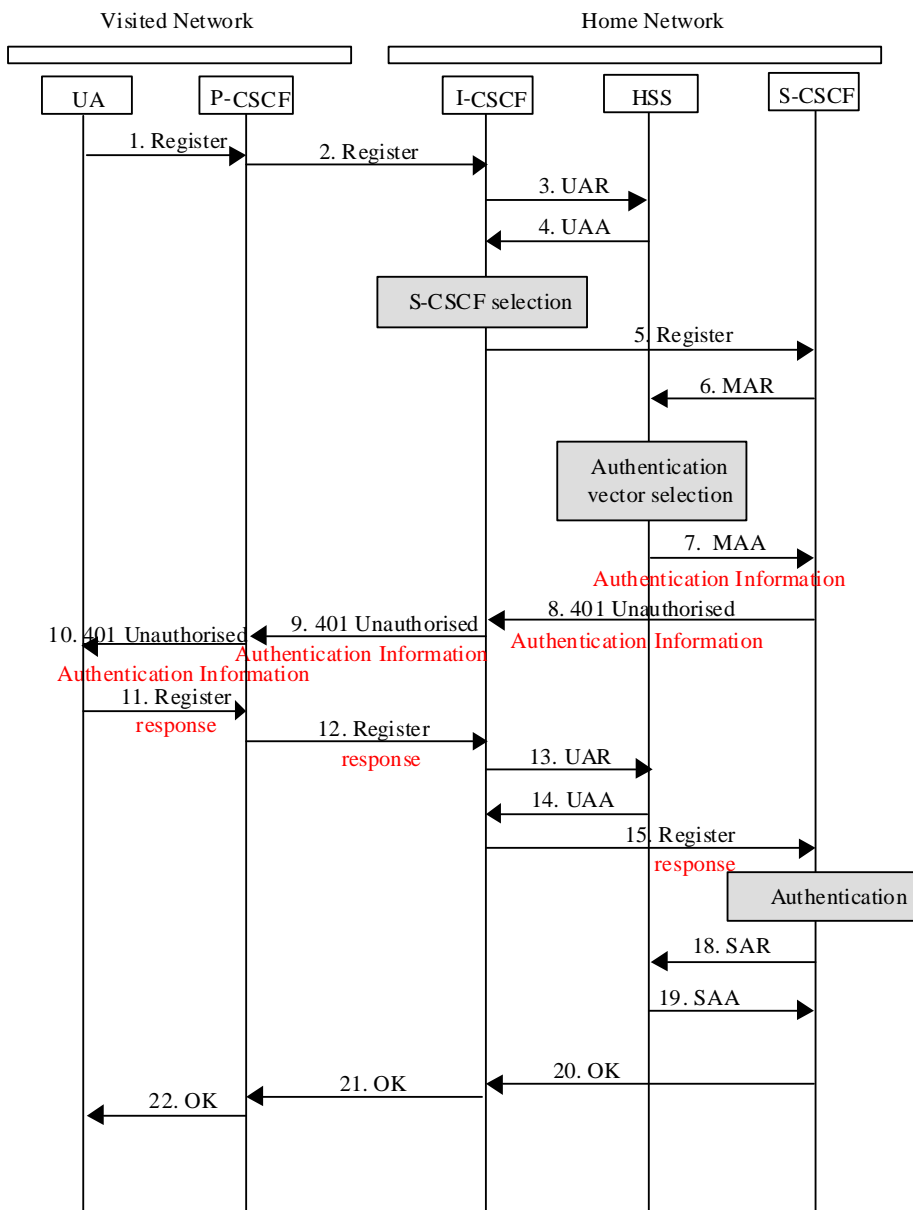 Visited Network
Home Network
UA
P-CSCF
I-CSCF
HSS
S-CSCF
1. Register
2. Register
3. UAR
4. UAA
S-CSCF selection
5. Register
6. MAR
Authentication
vector selection
7. MAA
Authentication Information
8. 401 Unauthorised
Authentication Information
9. 401 Unauthorised
Authentication Information
10. 401 Unauthorised
Authentication Information
11. Register
response
12. Register
response
13. UAR
14. UAA
15. Register
response
Authentication
18. SAR
19. SAA
20. OK
21. OK
22. OK